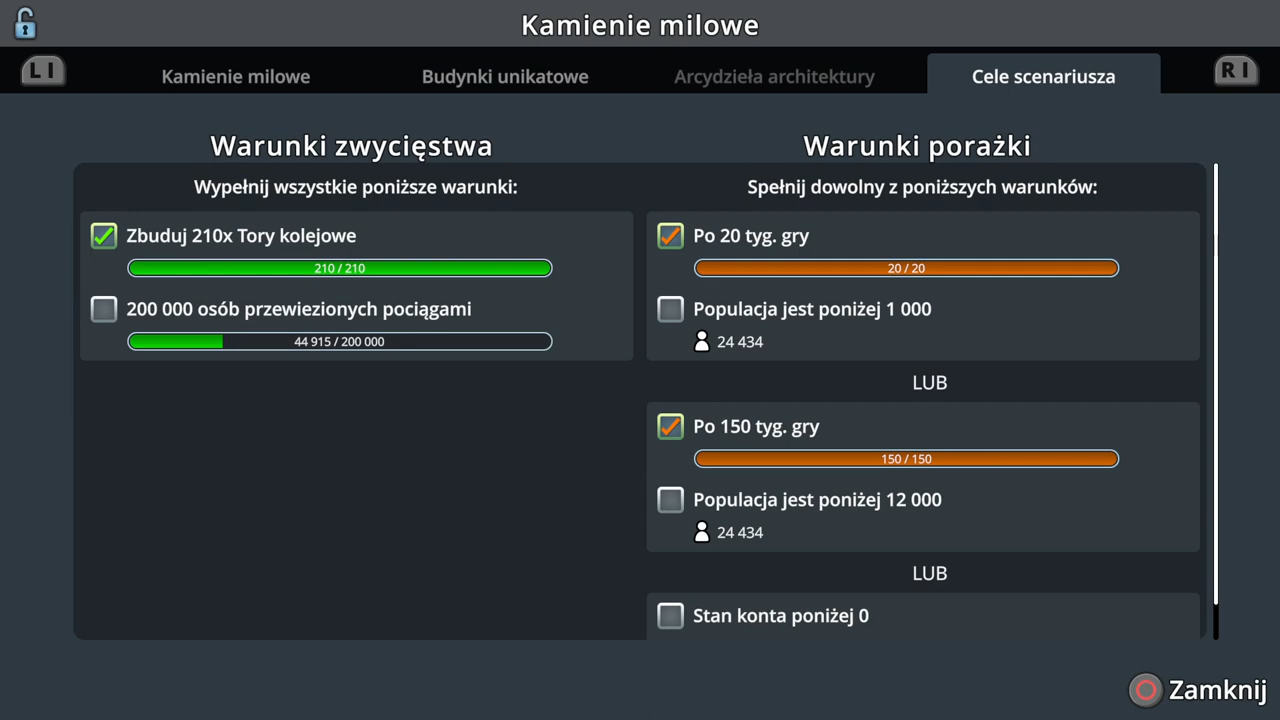 Kamienie milowe
L1
Kamienie milowe
Budynki unikatowe
Arcydzieła architektury
Cele scenariusza
R1
Warunki zwycięstwa
Wypełnij wszystkie poniższe warunki:
Zbuduj 210x Tory kolejowe
210 / 210
200 000 osób przewiezionych pociągami
44 915 / 200 000
Warunki porażki
Spełnij dowolny z poniższych warunków:
Po 20 tyg. gry
20 / 20
Populacja jest poniżej 1 000
24 434
LUB
Po 150 tyg. gry
150 / 150
Populacja jest poniżej 12 000
24 434
LUB
Stan konta poniżej 0
Zamknij